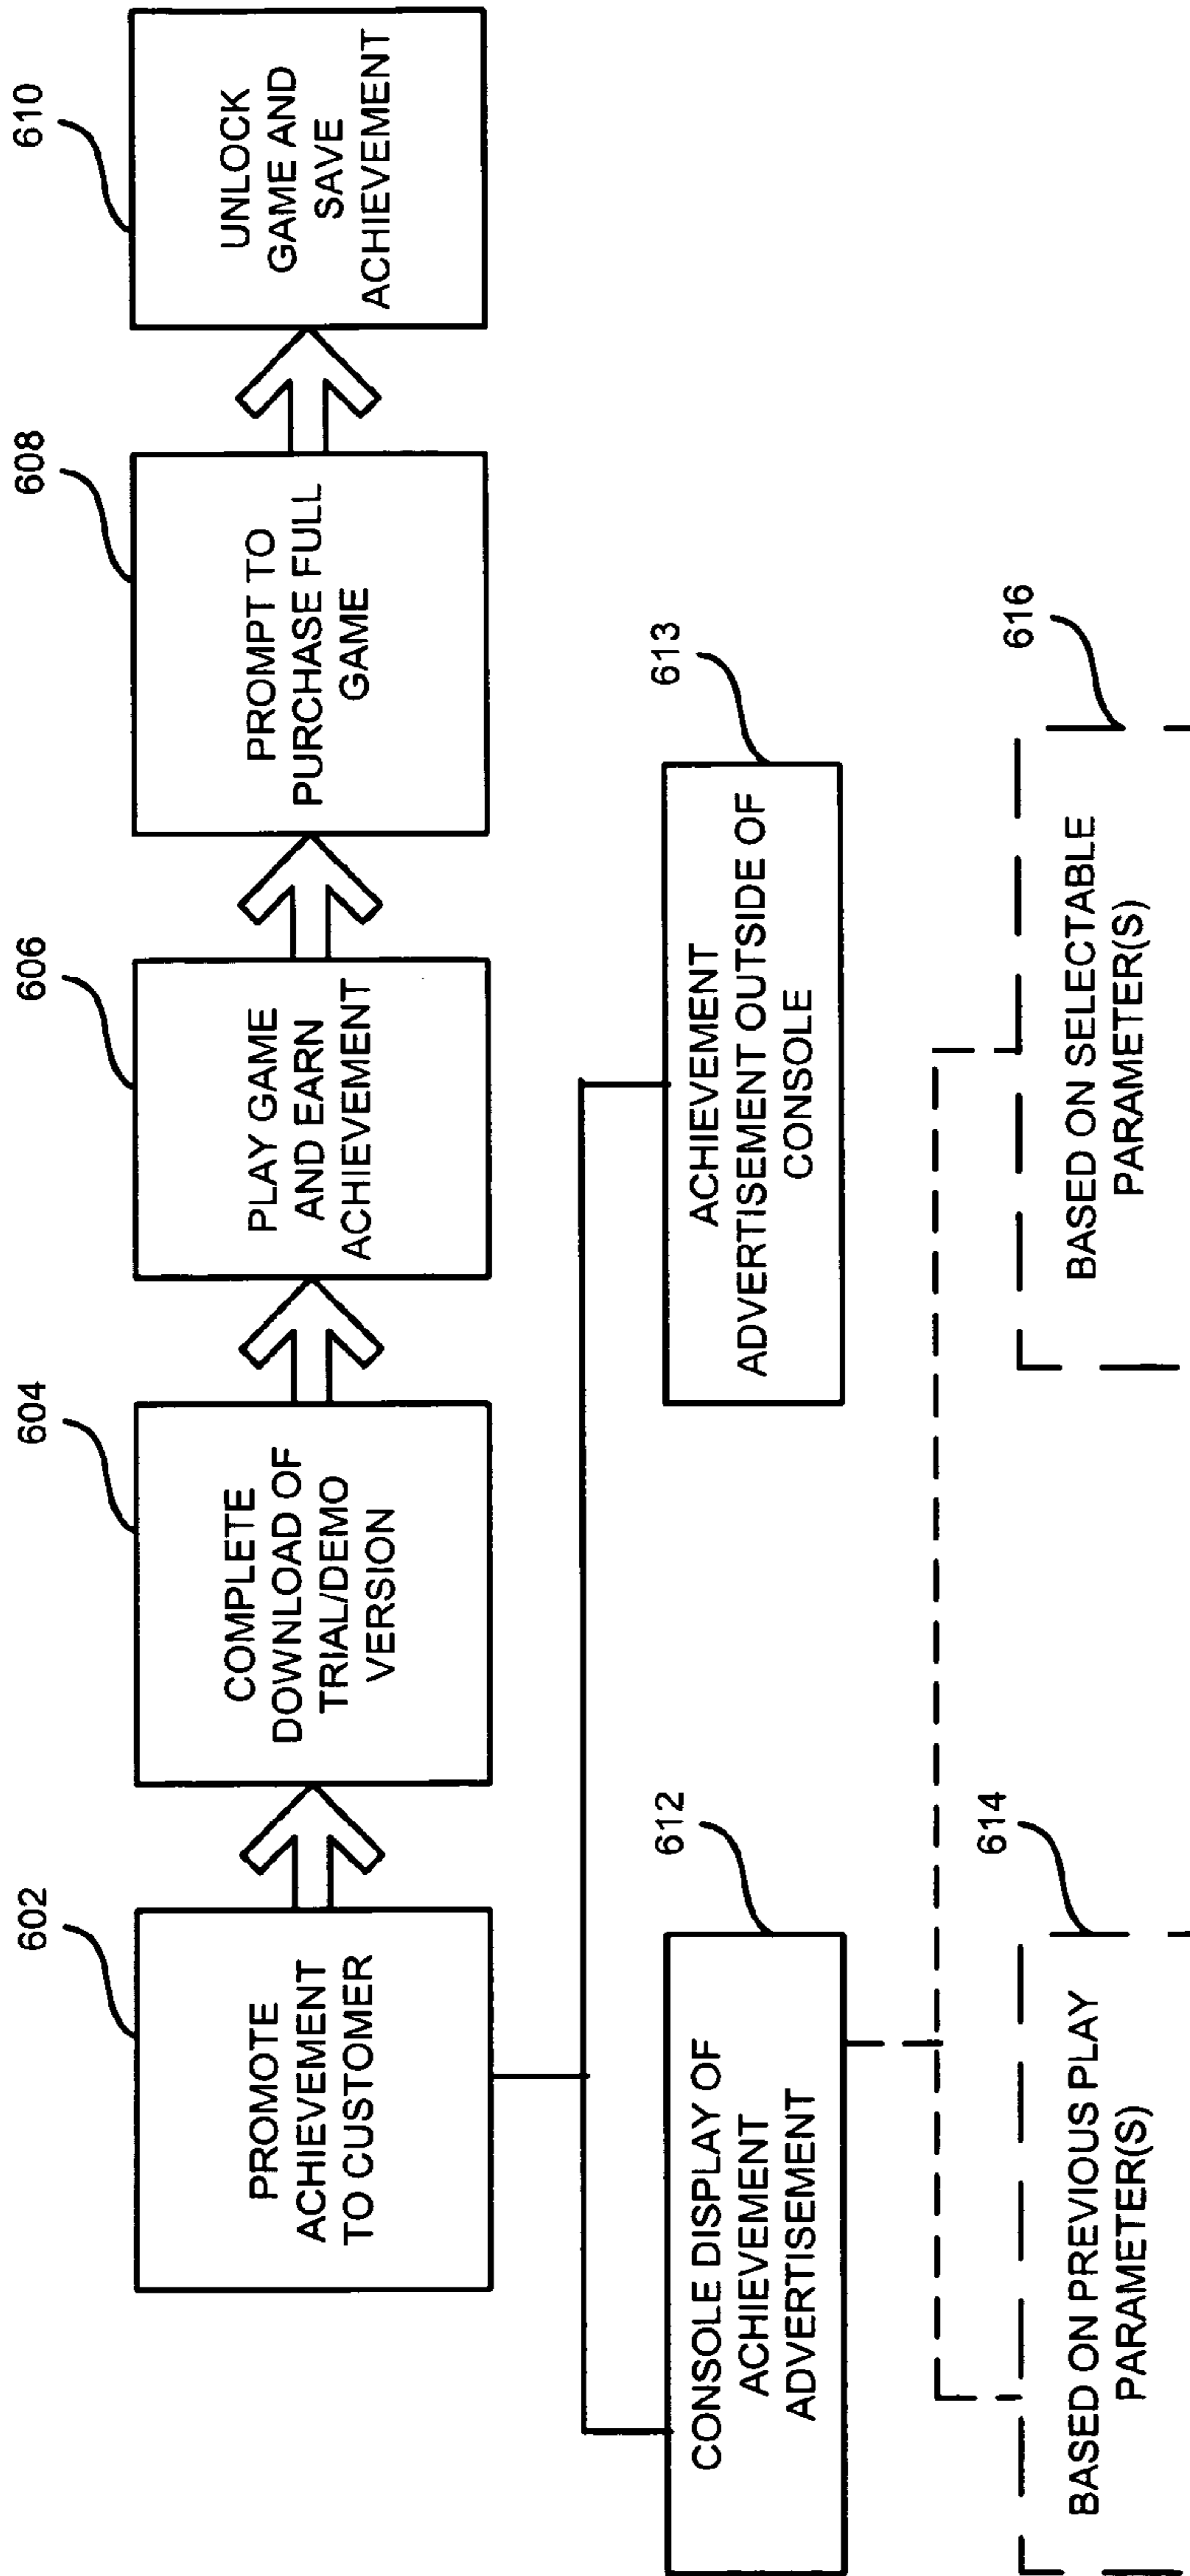 602
PROMOTE
ACHIEVEMENT
TO CUSTOMER
604
COMPLETE
DOWNLOAD OF
TRIAL/DEMO
VERSION
606
PLAY GAME
AND EARN
ACHIEVEMENT
608
PROMPT TO
PURCHASE FULL
GAME
610
UNLOCK
GAME AND
SAVE
ACHIEVEMENT
612
CONSOLE DISPLAY OF
ACHIEVEMENT
ADVERTISEMENT
613
ACHIEVEMENT
ADVERTISEMENT OUTSIDE OF
CONSOLE
614
BASED ON PREVIOUS PLAY
PARAMETER(S)
616
BASED ON SELECTABLE
PARAMETER(S)